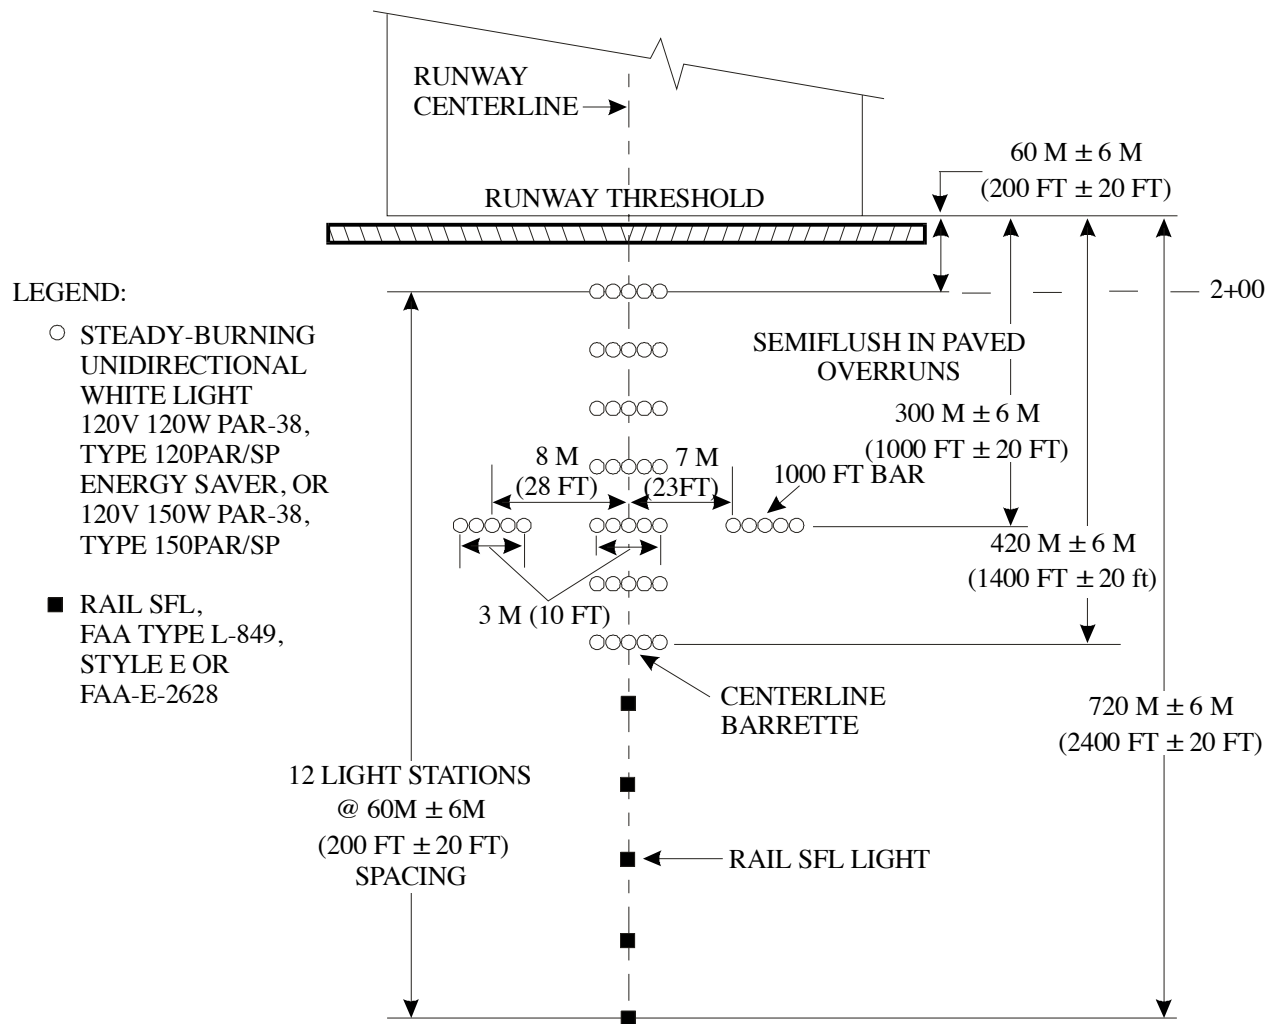 RUNWAY
CENTERLINE
60 M ± 6 M
(200 FT ± 20 FT)
RUNWAY THRESHOLD
2+00
LEGEND:
STEADY-BURNING
UNIDIRECTIONAL
WHITE LIGHT
120V 120W PAR-38,
TYPE 120PAR/SP
ENERGY SAVER, OR
120V 150W PAR-38,
TYPE 150PAR/SP
RAIL SFL,
FAA TYPE L-849,
STYLE E OR
FAA-E-2628
SEMIFLUSH IN PAVED
OVERRUNS
300 M ± 6 M
(1000 FT ± 20 FT)
8 M
(28 FT)
7 M
(23FT)
1000 FT BAR
420 M ± 6 M
(1400 FT ± 20 ft)
3 M (10 FT)
CENTERLINE
BARRETTE
720 M ± 6 M
(2400 FT ± 20 FT)
12 LIGHT STATIONS
@ 60M ± 6M
(200 FT ± 20 FT)
SPACING
RAIL SFL LIGHT